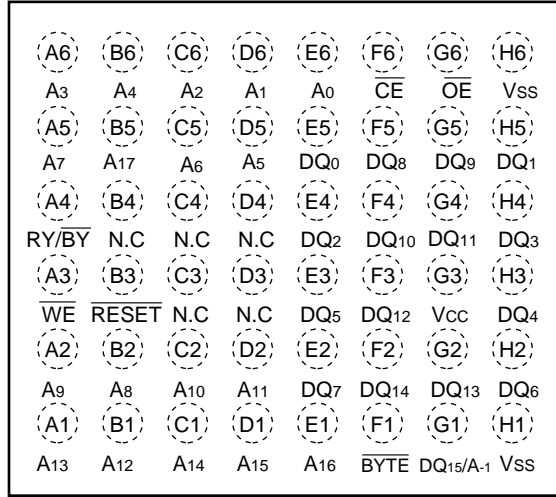 A6 B6 C6 D6 E6 F6 G6 H6
A3 A4 A2 A1 A0 CE OE VSS
A5 B5 C5 D5 E5 F5 G5 H5
A7 A17 A6 A5 DQ0 DQ8 DQ9 DQ1
A4 B4 C4 D4 E4 F4 G4 H4
RY/BY N.C N.C N.C DQ2 DQ10 DQ11 DQ3
A3 B3 C3 D3 E3 F3 G3 H3
WE RESET N.C N.C DQ5 DQ12 VCC DQ4
A2 B2 C2 D2 E2 F2 G2 H2
A9 A8 A10 A11 DQ7 DQ14 DQ13 DQ6
A1 B1 C1 D1 E1 F1 G1 H1
A13 A12 A14 A15 A16 BYTE DQ15/A-1 VSS